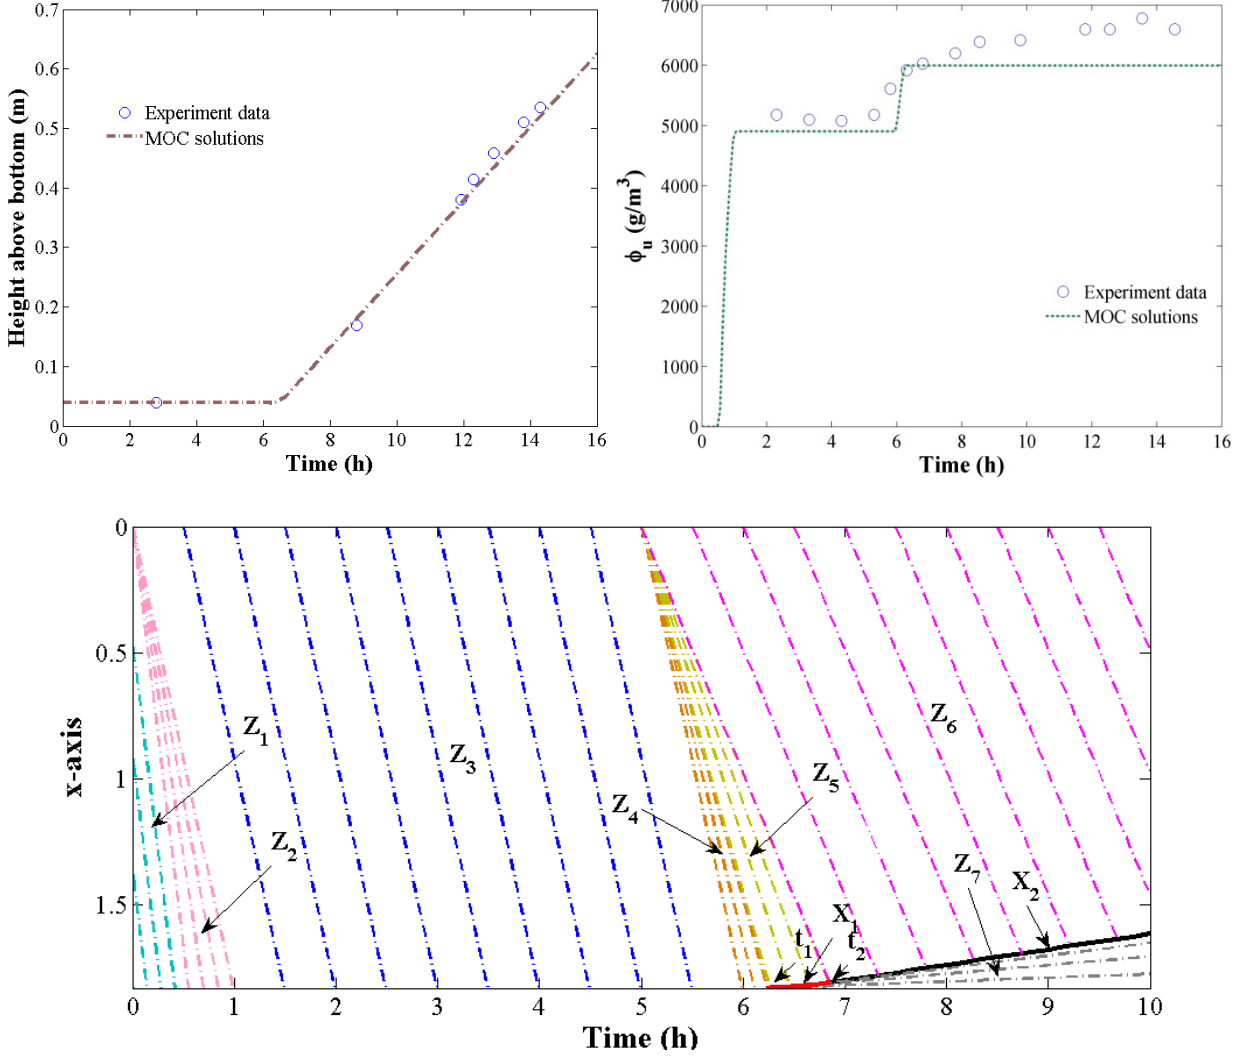 0.7
0.6
0.5
0.4
0.3
0.2
0.1
0
Height above bottom (m)
Experiment data
MOC solutions
0 2 4 6 8 10 12 14 16
Time (h)
7000
6000
5000
4000
3000
2000
1000
0
ϕu (g/m³)
Experiment data
MOC solutions
0 2 4 6 8 10 12 14 16
Time (h)
0
0.5
1
1.5
x-axis
Z1
Z2
Z3
Z4
Z5
Z6
Z7
X1
X2
t1
t2
0 1 2 3 4 5 6 7 8 9 10
Time (h)